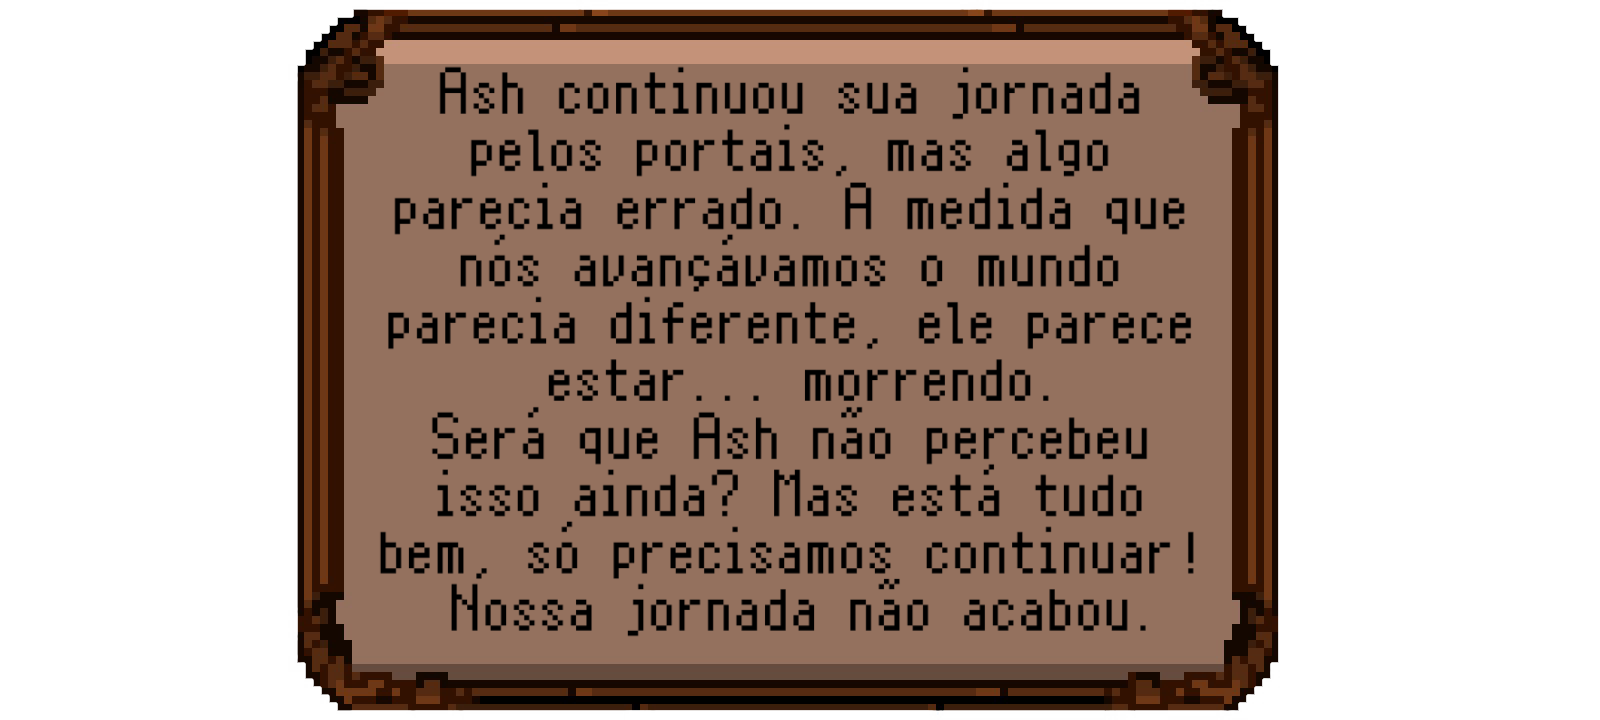 Ash continuou sua jornada
pelos portais, mas algo
parecia errado. A medida que
nós avançávamos o mundo
parecia diferente, ele parece
estar... morrendo.
Será que Ash não percebeu
isso ainda? Mas está tudo
bem, só precisamos continuar!
Nossa jornada não acabou.